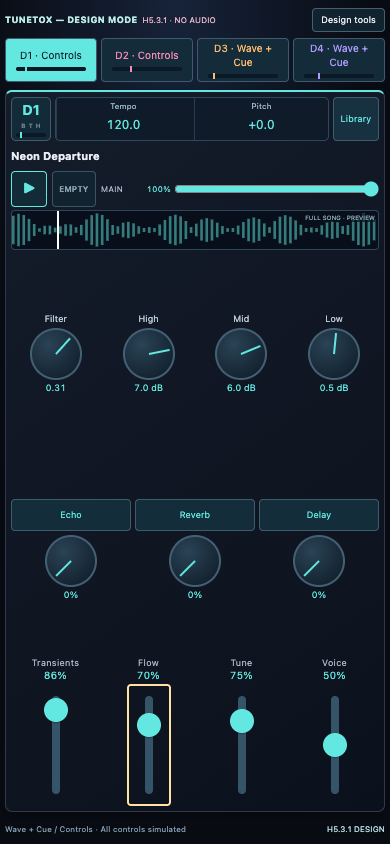 TUNETOX – DESIGN MODE H5.3.1 · NO AUDIO
Design tools
D1 · Controls
D2 · Controls
D3 · Wave +
Cue
D4 · Wave +
Cue
D1
B T H
Tempo
120.0
Pitch
+0.0
Library
Neon Departure
EMPTY
MAIN
100%
FULL SONG · PREVIEW
Filter
High
Mid
Low
0.31
7.0 dB
6.0 dB
0.5 dB
Echo
Reverb
Delay
0%
0%
0%
Transients
Flow
Tune
Voice
86%
70%
75%
50%
Wave + Cue / Controls · All controls simulated
H5.3.1 DESIGN